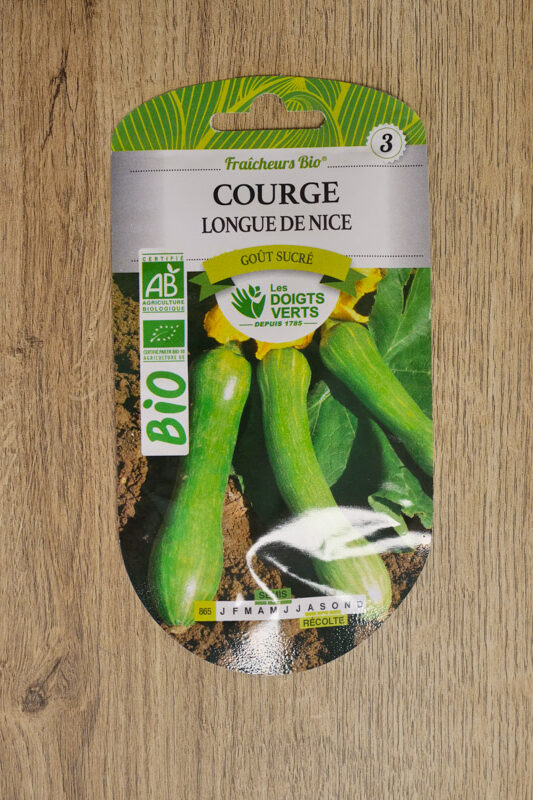 3
Fraîcheurs Bio®
COURGE
LONGUE DE NICE
GOÛT SUCRÉ
CERTIFIÉ
AB
AGRICULTURE
BIOLOGIQUE
Les
DOIGTS
VERTS
DEPUIS 1785
BIO
SEMIS
865 J F M A M J J A S O N D
RÉCOLTE